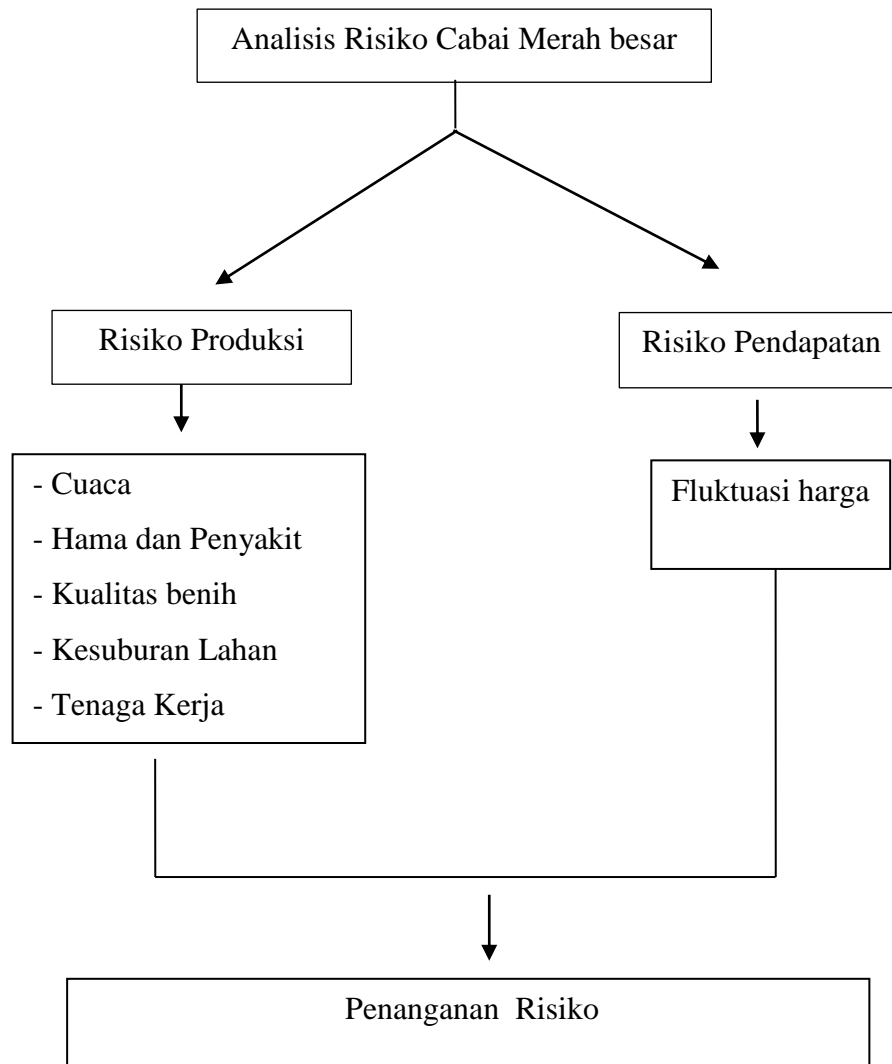 Analisis Risiko Cabai Merah besar
Risiko Produksi
Risiko Pendapatan
- Cuaca
- Hama dan Penyakit
- Kualitas benih
- Kesuburan Lahan
- Tenaga Kerja
Fluktuasi harga
Penanganan Risiko